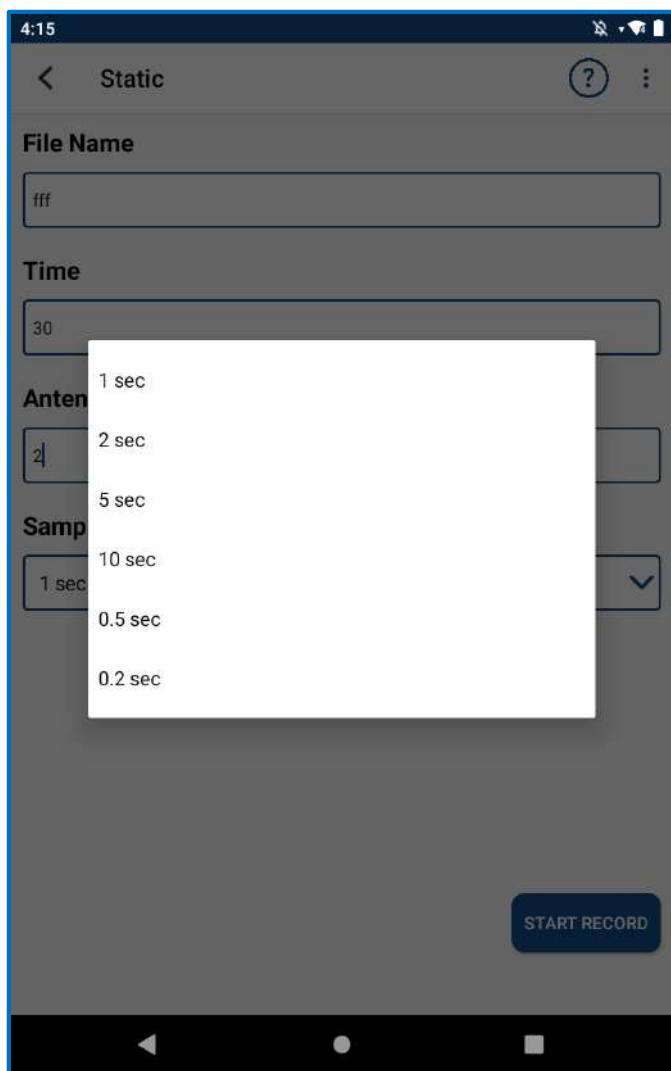 4:15
Static
?
File Name
fff
Time
30
1 sec
Anten
2 sec
2
5 sec
Samp
10 sec
1 sec
0.5 sec
0.2 sec
START RECORD